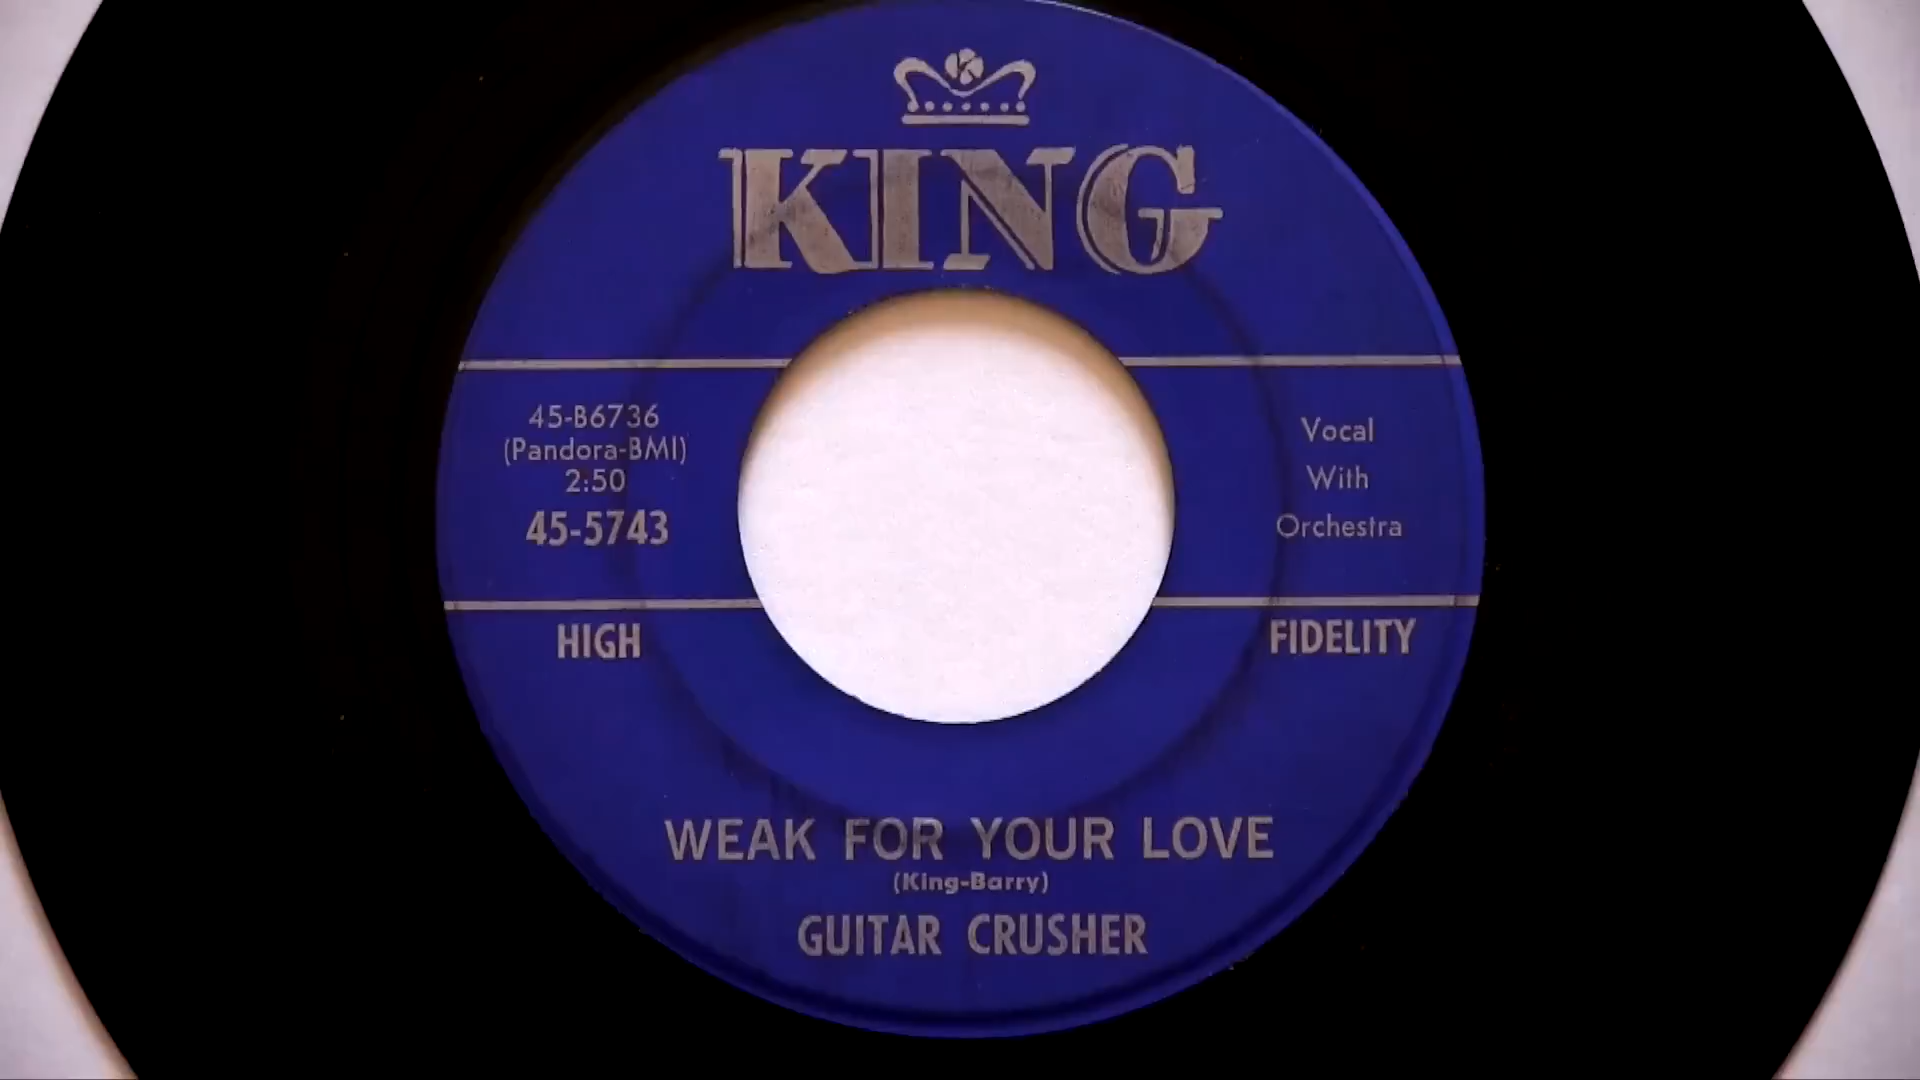 K
KING
45-B6736
(Pandora-BMI)
2:50
45-5743
Vocal
With
Orchestra
HIGH
FIDELITY
WEAK FOR YOUR LOVE
(King-Barry)
GUITAR CRUSHER